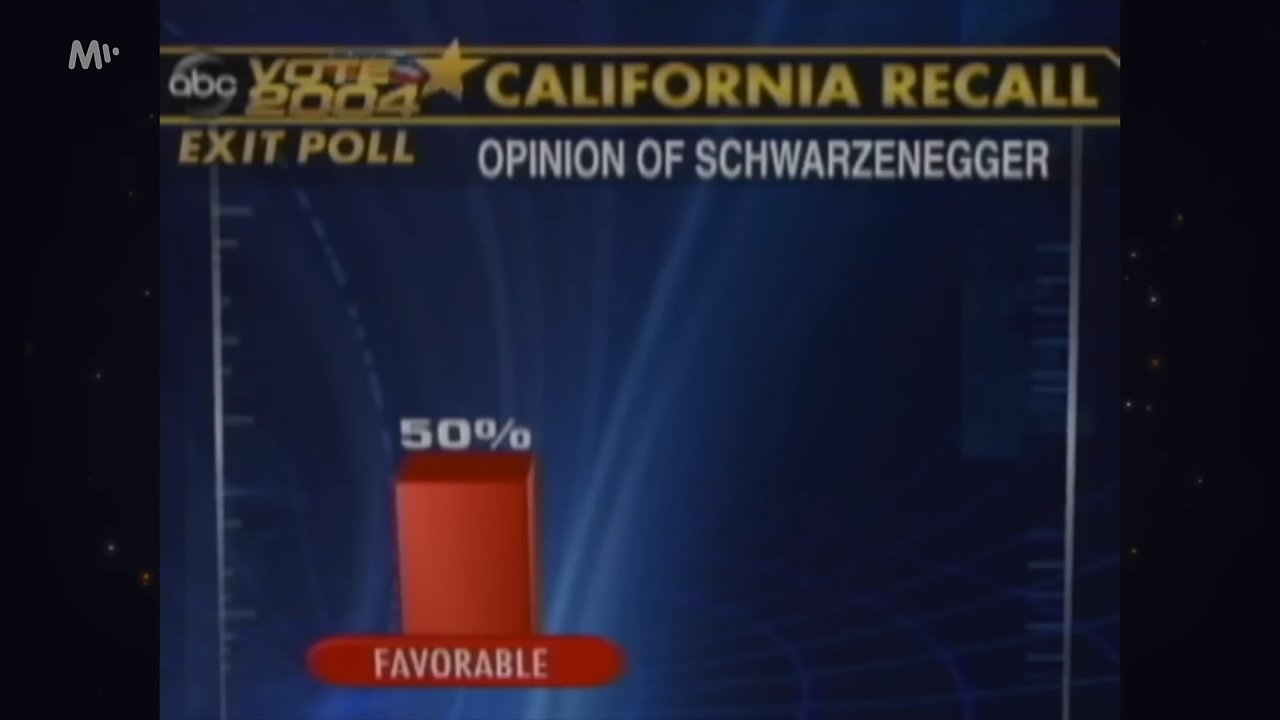 M
abc VOTE 2004 CALIFORNIA RECALL
EXIT POLL
OPINION OF SCHWARZENEGGER
50%
FAVORABLE